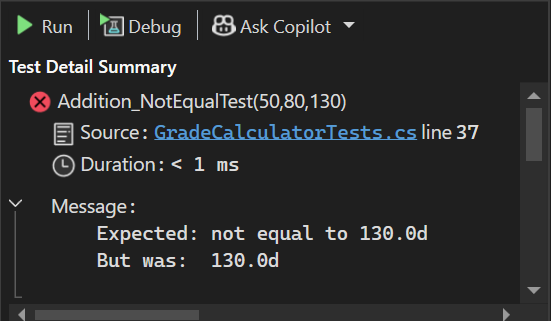 Run Debug Ask Copilot
Test Detail Summary
Addition_NotEqualTest(50,80,130)
Source: GradeCalculatorTests.cs line 37
Duration: < 1 ms
Message:
Expected: not equal to 130.0d
But was:  130.0d